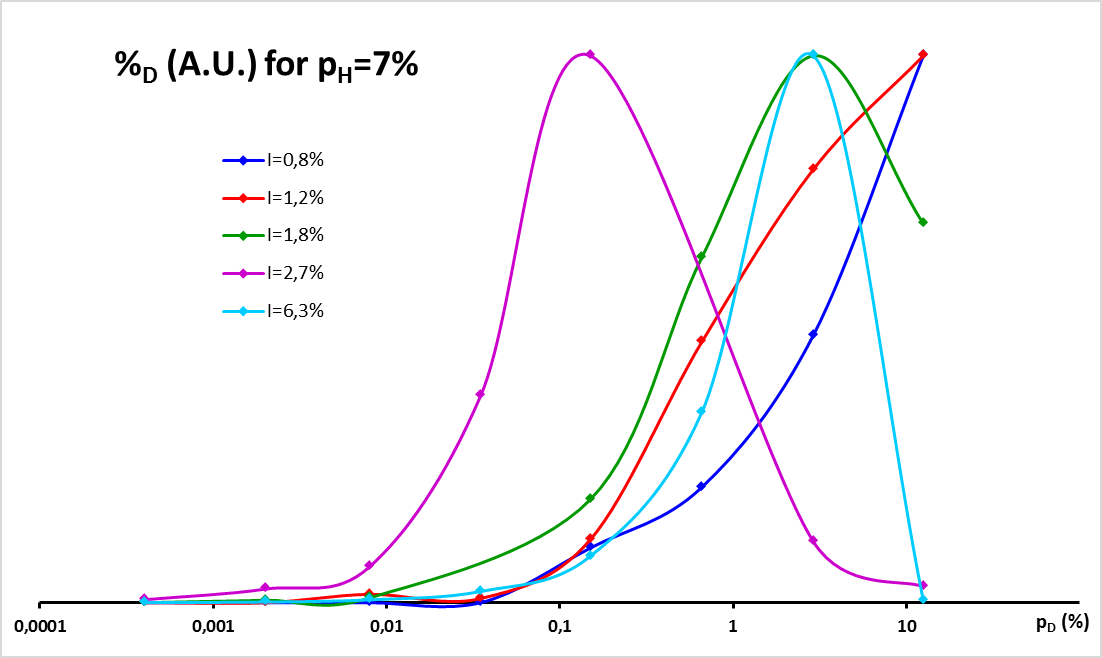 %D (A.U.) for pH=7%
I=0,8%
I=1,2%
I=1,8%
I=2,7%
I=6,3%
0,0001 0,001 0,01 0,1 1 10 pD (%)